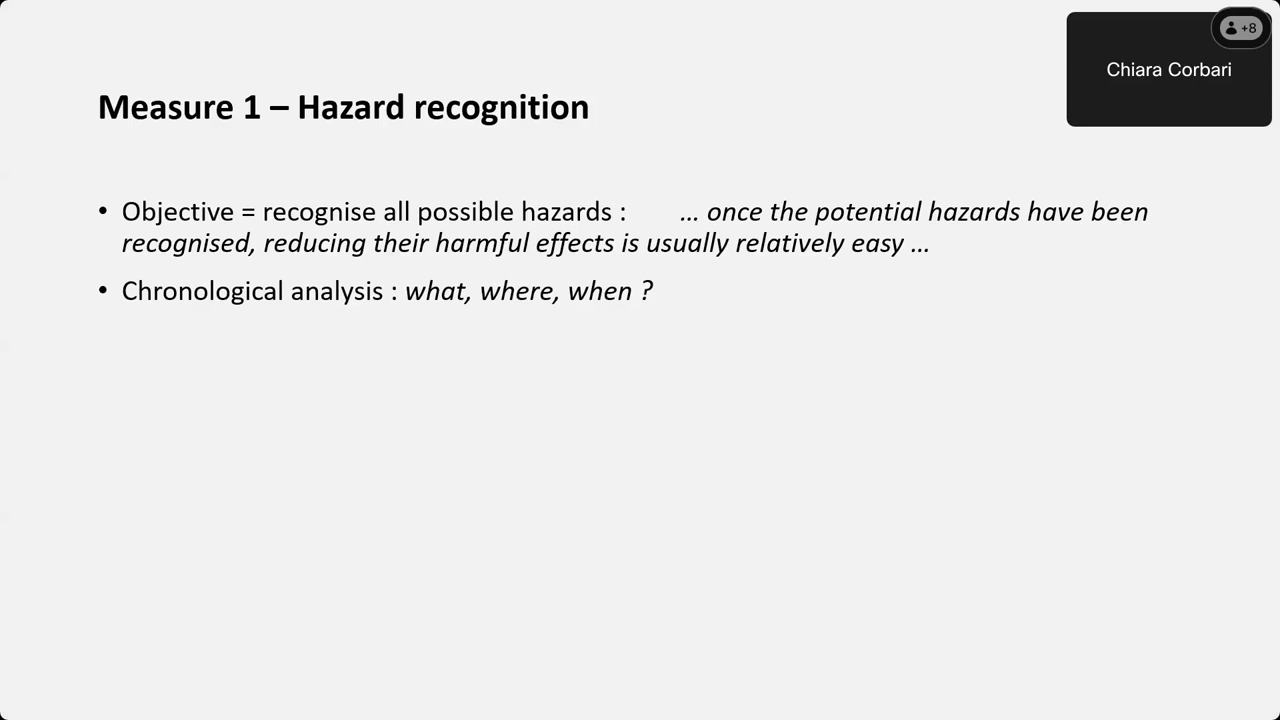 +8
Chiara Corbari
Measure 1 – Hazard recognition
• Objective = recognise all possible hazards : … once the potential hazards have been
recognised, reducing their harmful effects is usually relatively easy …
• Chronological analysis : what, where, when ?